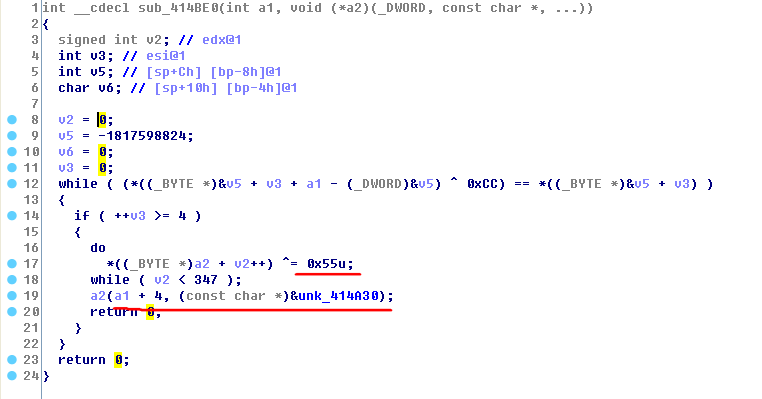 1 int __cdecl sub_414BE0(int a1, void (*a2)(_DWORD, const char *, ...))
2 {
3 signed int v2; // edx@1
4 int v3; // esi@1
5 int v5; // [sp+Ch] [bp-8h]@1
6 char v6; // [sp+10h] [bp-4h]@1
7
8 v2 = 0;
9 v5 = -1817598824;
10 v6 = 0;
11 v3 = 0;
12 while ( (*((_BYTE *)&v5 + v3 + a1 - (_DWORD)&v5) ^ 0xCC) == *((_BYTE *)&v5 + v3) )
13 {
14 if ( ++v3 >= 4 )
15 {
16 do
17 *((_BYTE *)a2 + v2++) ^= 0x55u;
18 while ( v2 < 347 );
19 a2(a1 + 4, (const char *)&unk_414A30);
20 return 0;
21 }
22 }
23 return 0;
24 }